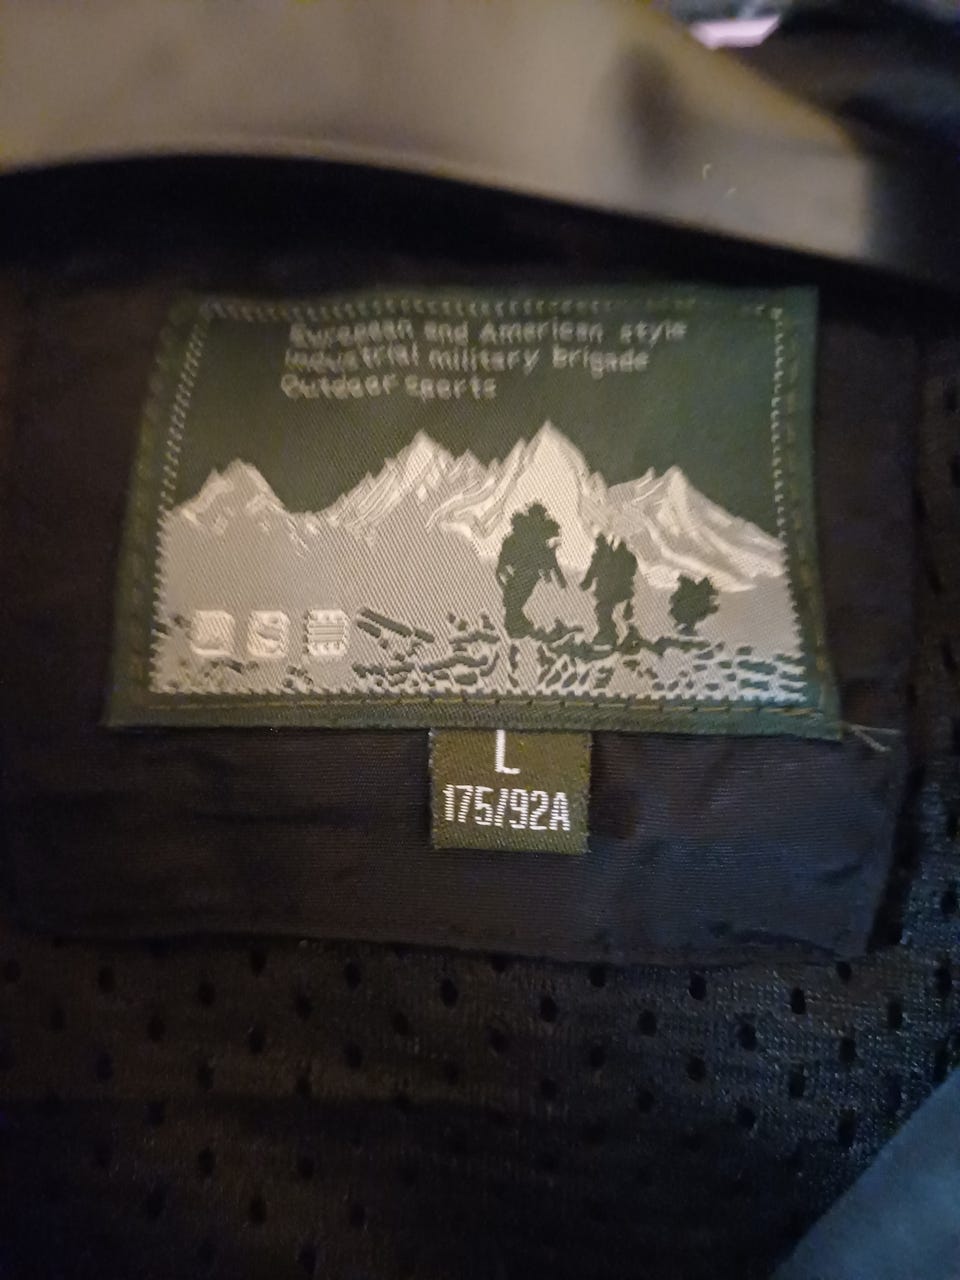 European and American style
Industrial military brigade
Outdoor sports
L
175/92A